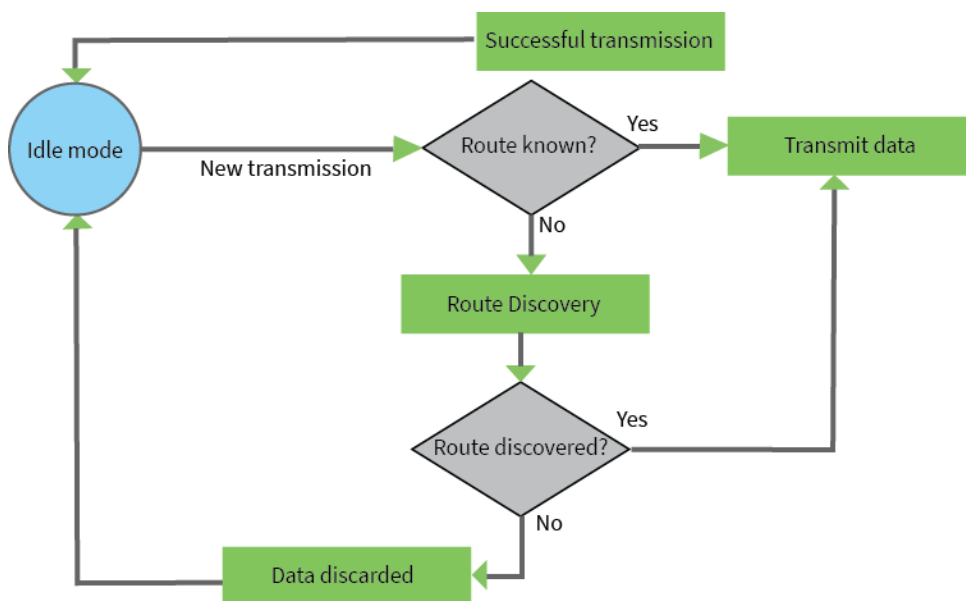 Successful transmission
Idle mode
New transmission
Route known?
Yes
Transmit data
No
Route Discovery
Route discovered?
Yes
No
Data discarded